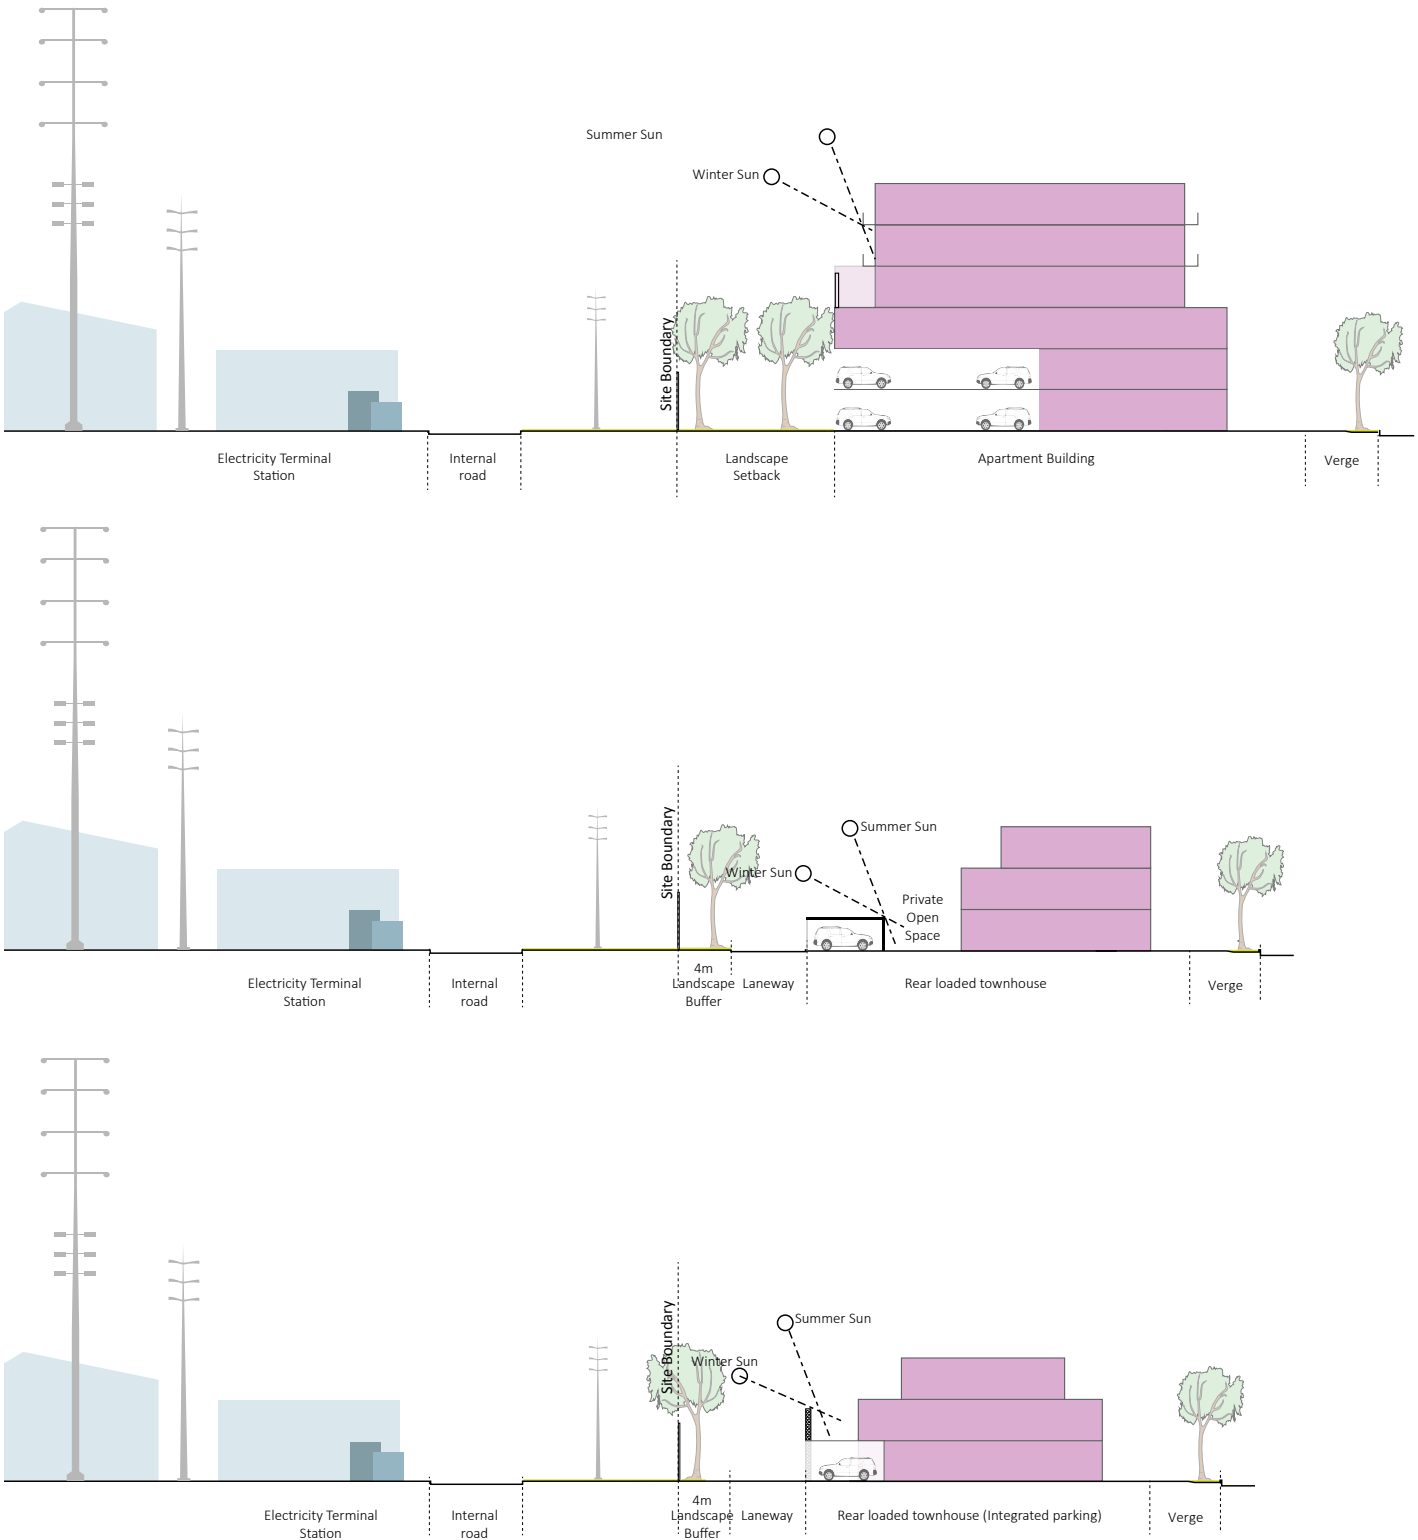 Summer Sun
Winter Sun
Site Boundary
Electricity Terminal
Station
Internal
road
Landscape
Setback
Apartment Building
Verge
Site Boundary
Summer Sun
Winter Sun
Private
Open
Space
Electricity Terminal
Station
Internal
road
4m
Landscape
Buffer
Laneway
Rear loaded townhouse
Verge
Site Boundary
Summer Sun
Winter Sun
Electricity Terminal
Station
Internal
road
4m
Landscape
Buffer
Laneway
Rear loaded townhouse (Integrated parking)
Verge